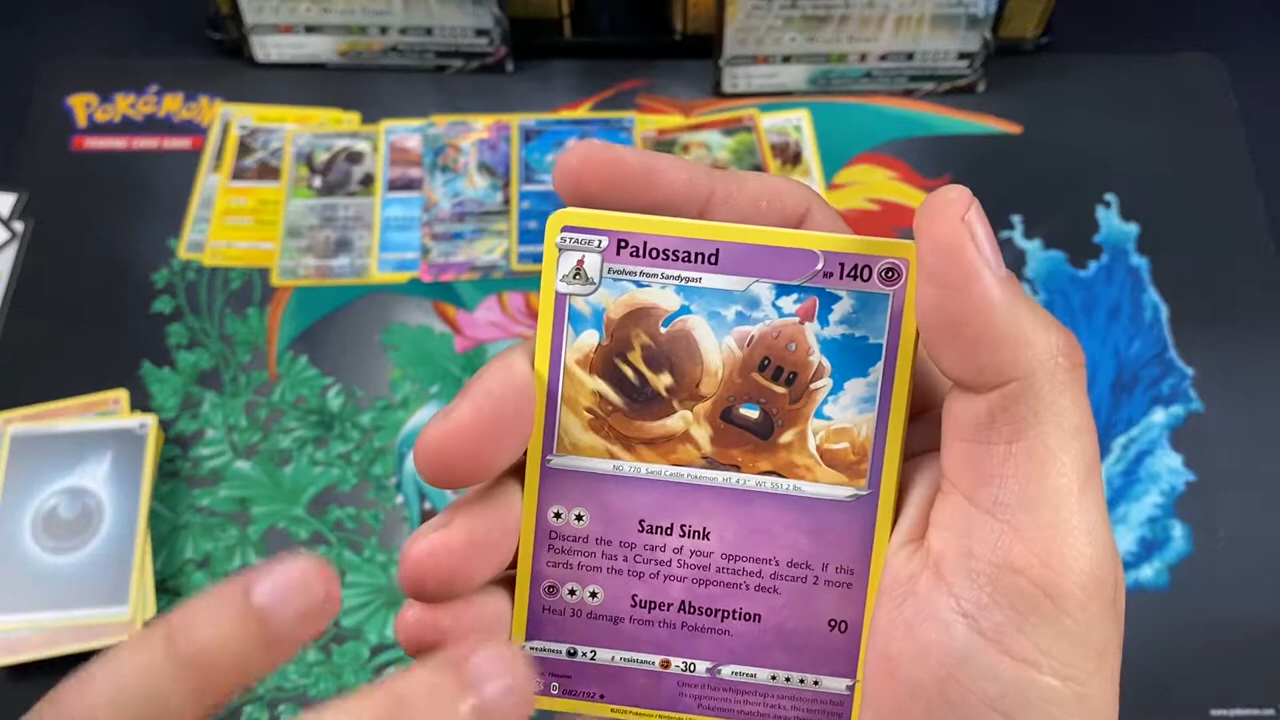 POKÉMON
STAGE 1
Palossand
HP 140
Evolves from Sandygast
NO. 770 Sand Castle Pokémon HT. 4'3" WT. 551.2 lbs.
Sand Sink
Discard the top card of your opponent's deck. If this
Pokémon has a Cursed Shovel attached, discard 2 more
cards from the top of your opponent's deck.
Super Absorption 90
Heal 30 damage from this Pokémon.
weakness ×2 resistance -30 retreat
D 082/192
Once it has whipped up a sandstorm to halt
its opponents in their tracks, this terrifying
Pokémon snatches away
©2020 Pokémon